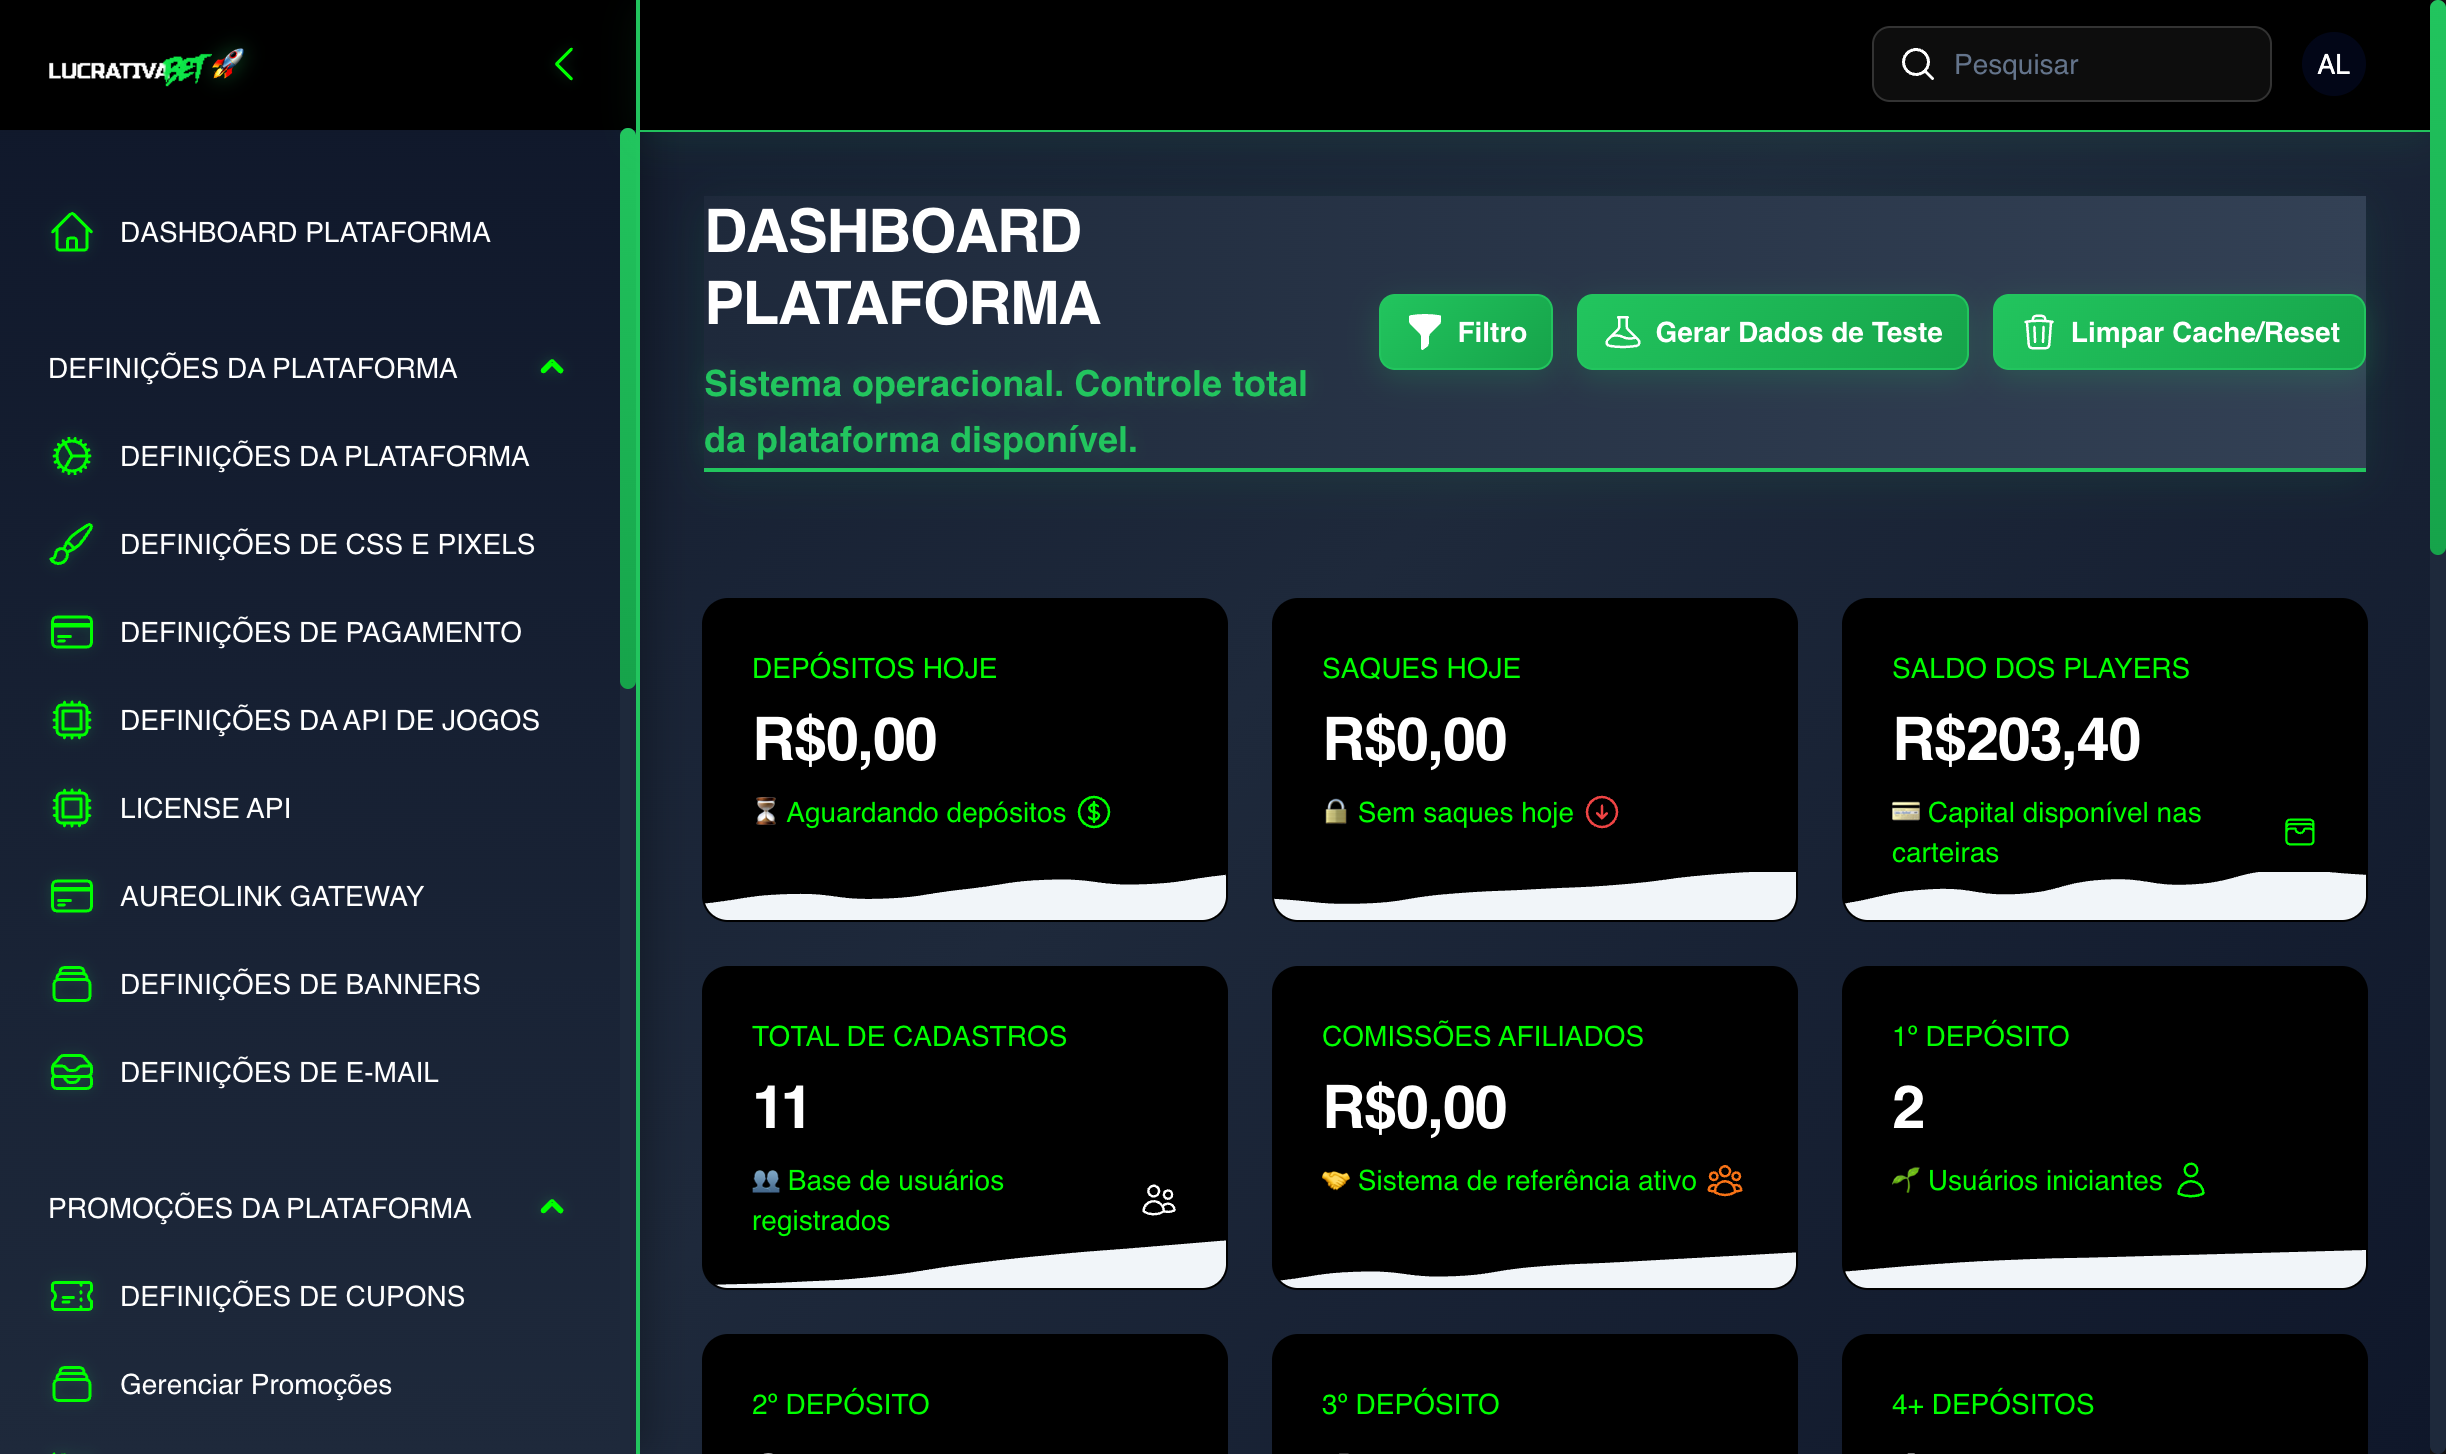 LUCRATIVABET
Pesquisar
AL
DASHBOARD PLATAFORMA
DEFINIÇÕES DA PLATAFORMA
DEFINIÇÕES DA PLATAFORMA
DEFINIÇÕES DE CSS E PIXELS
DEFINIÇÕES DE PAGAMENTO
DEFINIÇÕES DA API DE JOGOS
LICENSE API
AUREOLINK GATEWAY
DEFINIÇÕES DE BANNERS
DEFINIÇÕES DE E-MAIL
PROMOÇÕES DA PLATAFORMA
DEFINIÇÕES DE CUPONS
Gerenciar Promoções
DASHBOARD
PLATAFORMA
Sistema operacional. Controle total
da plataforma disponível.
Filtro
Gerar Dados de Teste
Limpar Cache/Reset
DEPÓSITOS HOJE
R$0,00
Aguardando depósitos
SAQUES HOJE
R$0,00
Sem saques hoje
SALDO DOS PLAYERS
R$203,40
Capital disponível nas
carteiras
TOTAL DE CADASTROS
11
Base de usuários
registrados
COMISSÕES AFILIADOS
R$0,00
Sistema de referência ativo
1º DEPÓSITO
2
Usuários iniciantes
2º DEPÓSITO
3º DEPÓSITO
4+ DEPÓSITOS